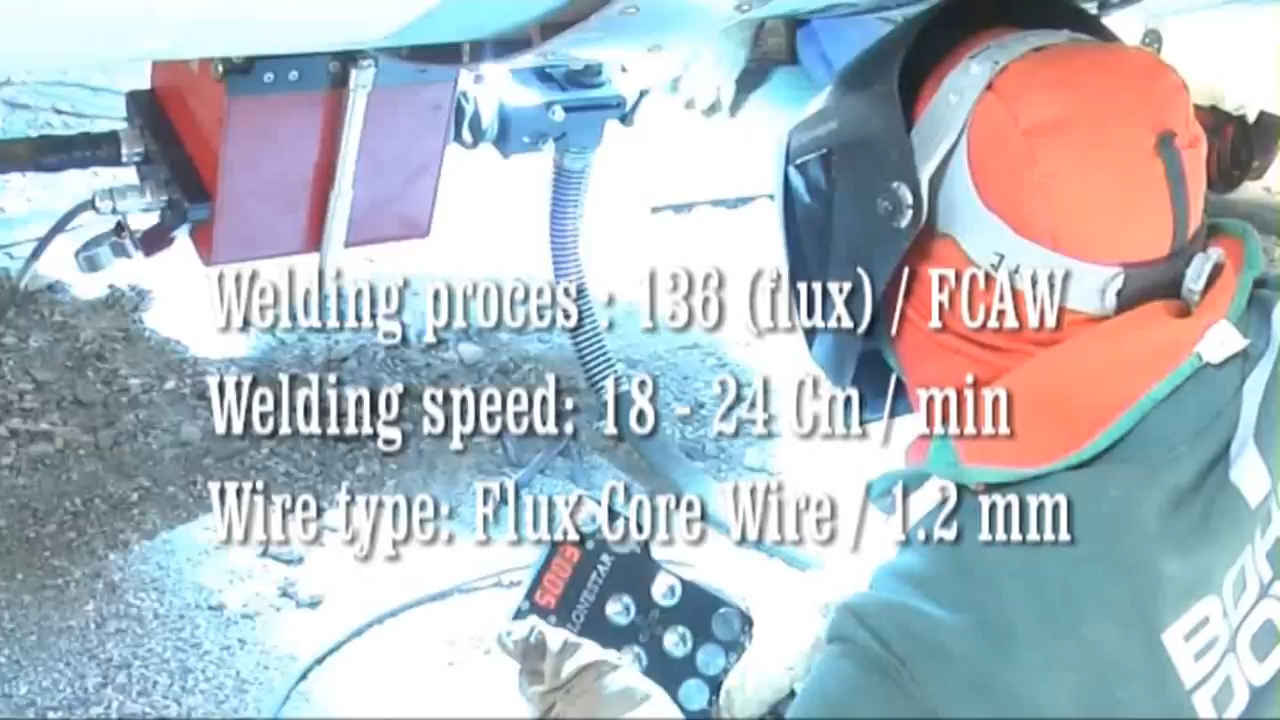 Welding proces : 136 (flux) / FCAW
Welding speed: 18 - 24 Cm / min
Wire type: Flux Core Wire / 1.2 mm
LONESTAR